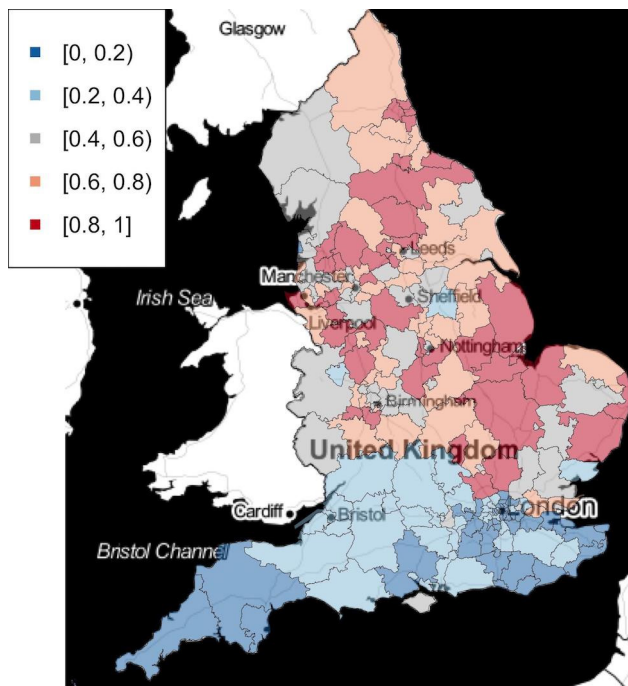 Glasgow
[0, 0.2)
[0.2, 0.4)
[0.4, 0.6)
[0.6, 0.8)
[0.8, 1]
Leeds
Manchester
Irish Sea
Sheffield
Liverpool
Nottingham
Birmingham
United Kingdom
Cardiff
Bristol
London
Bristol Channel